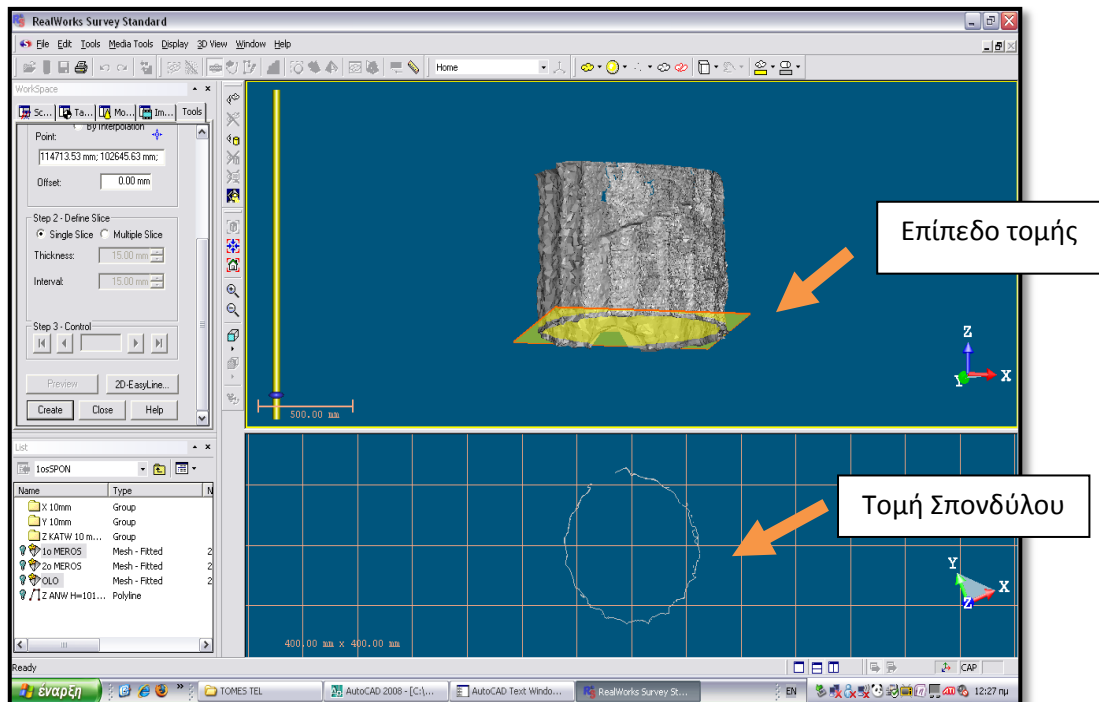 RealWorks Survey Standard
File Edit Tools Media Tools Display 3D View Window Help
Home
WorkSpace
Sc... Ta... Mo... Im... Tools
By Interpolation
Point:
114713.53 mm; 102645.63 mm;
Offset: 0.00 mm
Step 2 - Define Slice
Single Slice Multiple Slice
Thickness: 15.00 mm
Interval: 15.00 mm
Step 3 - Control
Preview 2D-EasyLine...
Create Close Help
500.00 mm
Z
Y X
Επίπεδο τομής
List
1osSPON
Name Type N
X 10mm Group
Y 10mm Group
Z KATW 10 m... Group
1o MEROS Mesh - Fitted 2
2o MEROS Mesh - Fitted 2
OLO Mesh - Fitted 2
Z ANW H=101... Polyline
400.00 mm x 400.00 mm
Y
X
Z
Τομή Σπονδύλου
Ready
CAP
έναρξη
TOMES TEL
AutoCAD 2008 - [C:\...
AutoCAD Text Windo...
RealWorks Survey St...
EN
12:27 πμ